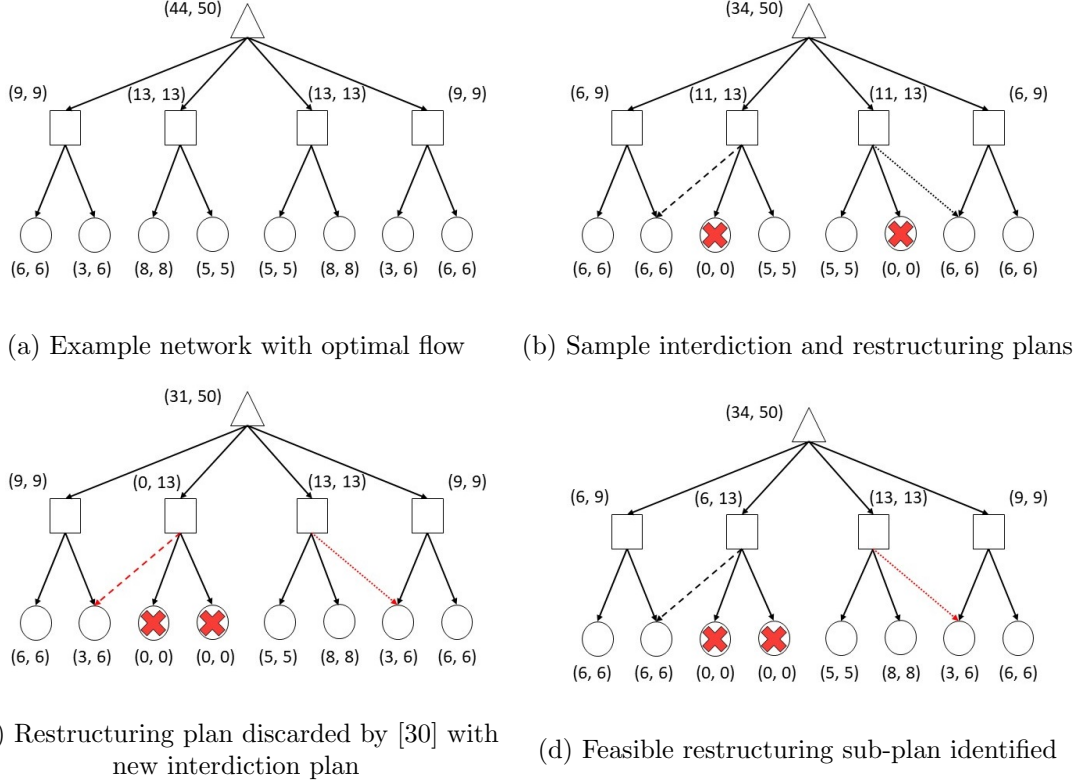 (44, 50)
(9, 9) (13, 13) (13, 13) (9, 9)
(6, 6) (3, 6) (8, 8) (5, 5) (5, 5) (8, 8) (3, 6) (6, 6)
(a) Example network with optimal flow
(34, 50)
(6, 9) (11, 13) (11, 13) (6, 9)
(6, 6) (6, 6) (0, 0) (5, 5) (5, 5) (0, 0) (6, 6) (6, 6)
(b) Sample interdiction and restructuring plans
(31, 50)
(9, 9) (0, 13) (13, 13) (9, 9)
(6, 6) (3, 6) (0, 0) (0, 0) (5, 5) (8, 8) (3, 6) (6, 6)
) Restructuring plan discarded by [30] with
new interdiction plan
(34, 50)
(6, 9) (6, 13) (13, 13) (9, 9)
(6, 6) (6, 6) (0, 0) (0, 0) (5, 5) (8, 8) (3, 6) (6, 6)
(d) Feasible restructuring sub-plan identified